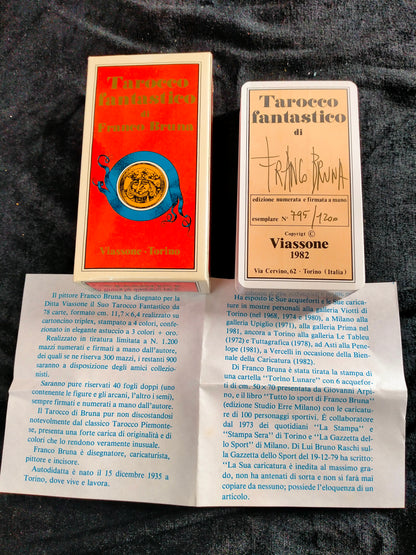 Tarocco
fantastico
di
Franco Bruna
Viassone - Torino
Tarocco
fantastico
di
FRANCO BRUNA
edizione numerata e firmata a mano.
esemplare N° 795/1200
Copyrigt ©
Viassone
1982
Via Cervino, 62 - Torino (Italia)
Il pittore Franco Bruna ha disegnato per la
Ditta Viassone il Suo Tarocco Fantastico da
78 carte, formato cm. 11,7 x 6,4 realizzato su
cartoncino triplex, stampato a 4 colori, confe-
zionato in elegante astuccio a 3 colori + oro.
Realizzato in tiratura limitata a N. 1.200
mazzi numerati e firmati a mano dall'autore,
dei quali se ne riserva 300 mazzi, i restanti 900
saranno a disposizione degli amici collezio-
nisti.
Saranno pure riservati 40 fogli doppi (uno
contenente le figure e gli arcani, l'altro i semi),
sempre firmati e numerati a mano dall'autore.
Il Tarocco di Bruna pur non discostandosi
notevolmente dal classico Tarocco Piemonte-
se, presenta una forte carica di originalità e di
colori che lo rendono veramente inusuale.
Franco Bruna è disegnatore, caricaturista,
pittore e incisore.
Autodidatta è nato il 15 dicembre 1935 a
Torino, dove vive e lavora.
Ha esposto le Sue acqueforti e le Sue carica-
ture in mostre personali alla galleria Viotti di
Torino (nel 1968, 1974 e 1980), a Milano alla
galleria Upiglio (1971), alla galleria Prima nel
1981, ancora a Torino alla galleria Le Tableu
(1972) e Tuttagrafica (1978), ad Asti alla Pene-
lope (1981), a Vercelli in occasione della Bien-
nale della Caricatura (1982).
Di Franco Bruna è stata tirata la stampa di
una cartella "Torino Lunare" con 6 acquefor-
ti di cm. 50 x 70 presentata da Giovanni Arpi-
no, e il libro "Tutto lo sport di Franco Bruna"
(edizione Studio Erre Milano) con le caricatu-
re di 100 personaggi sportivi. È collaboratore
dal 1973 dei quotidiani "La Stampa" e
"Stampa Sera" di Torino e "La Gazzetta del-
lo Sport" di Milano. Di Lui Bruno Raschi sul-
la Gazzetta dello Sport del 19-12-79 ha scritto:
"La Sua caricatura è inedita al massimo gra-
do, non ha antenati di sorta e non si farà mai
copiare da nessuno; possiede l'eloquenza di un
articolo.